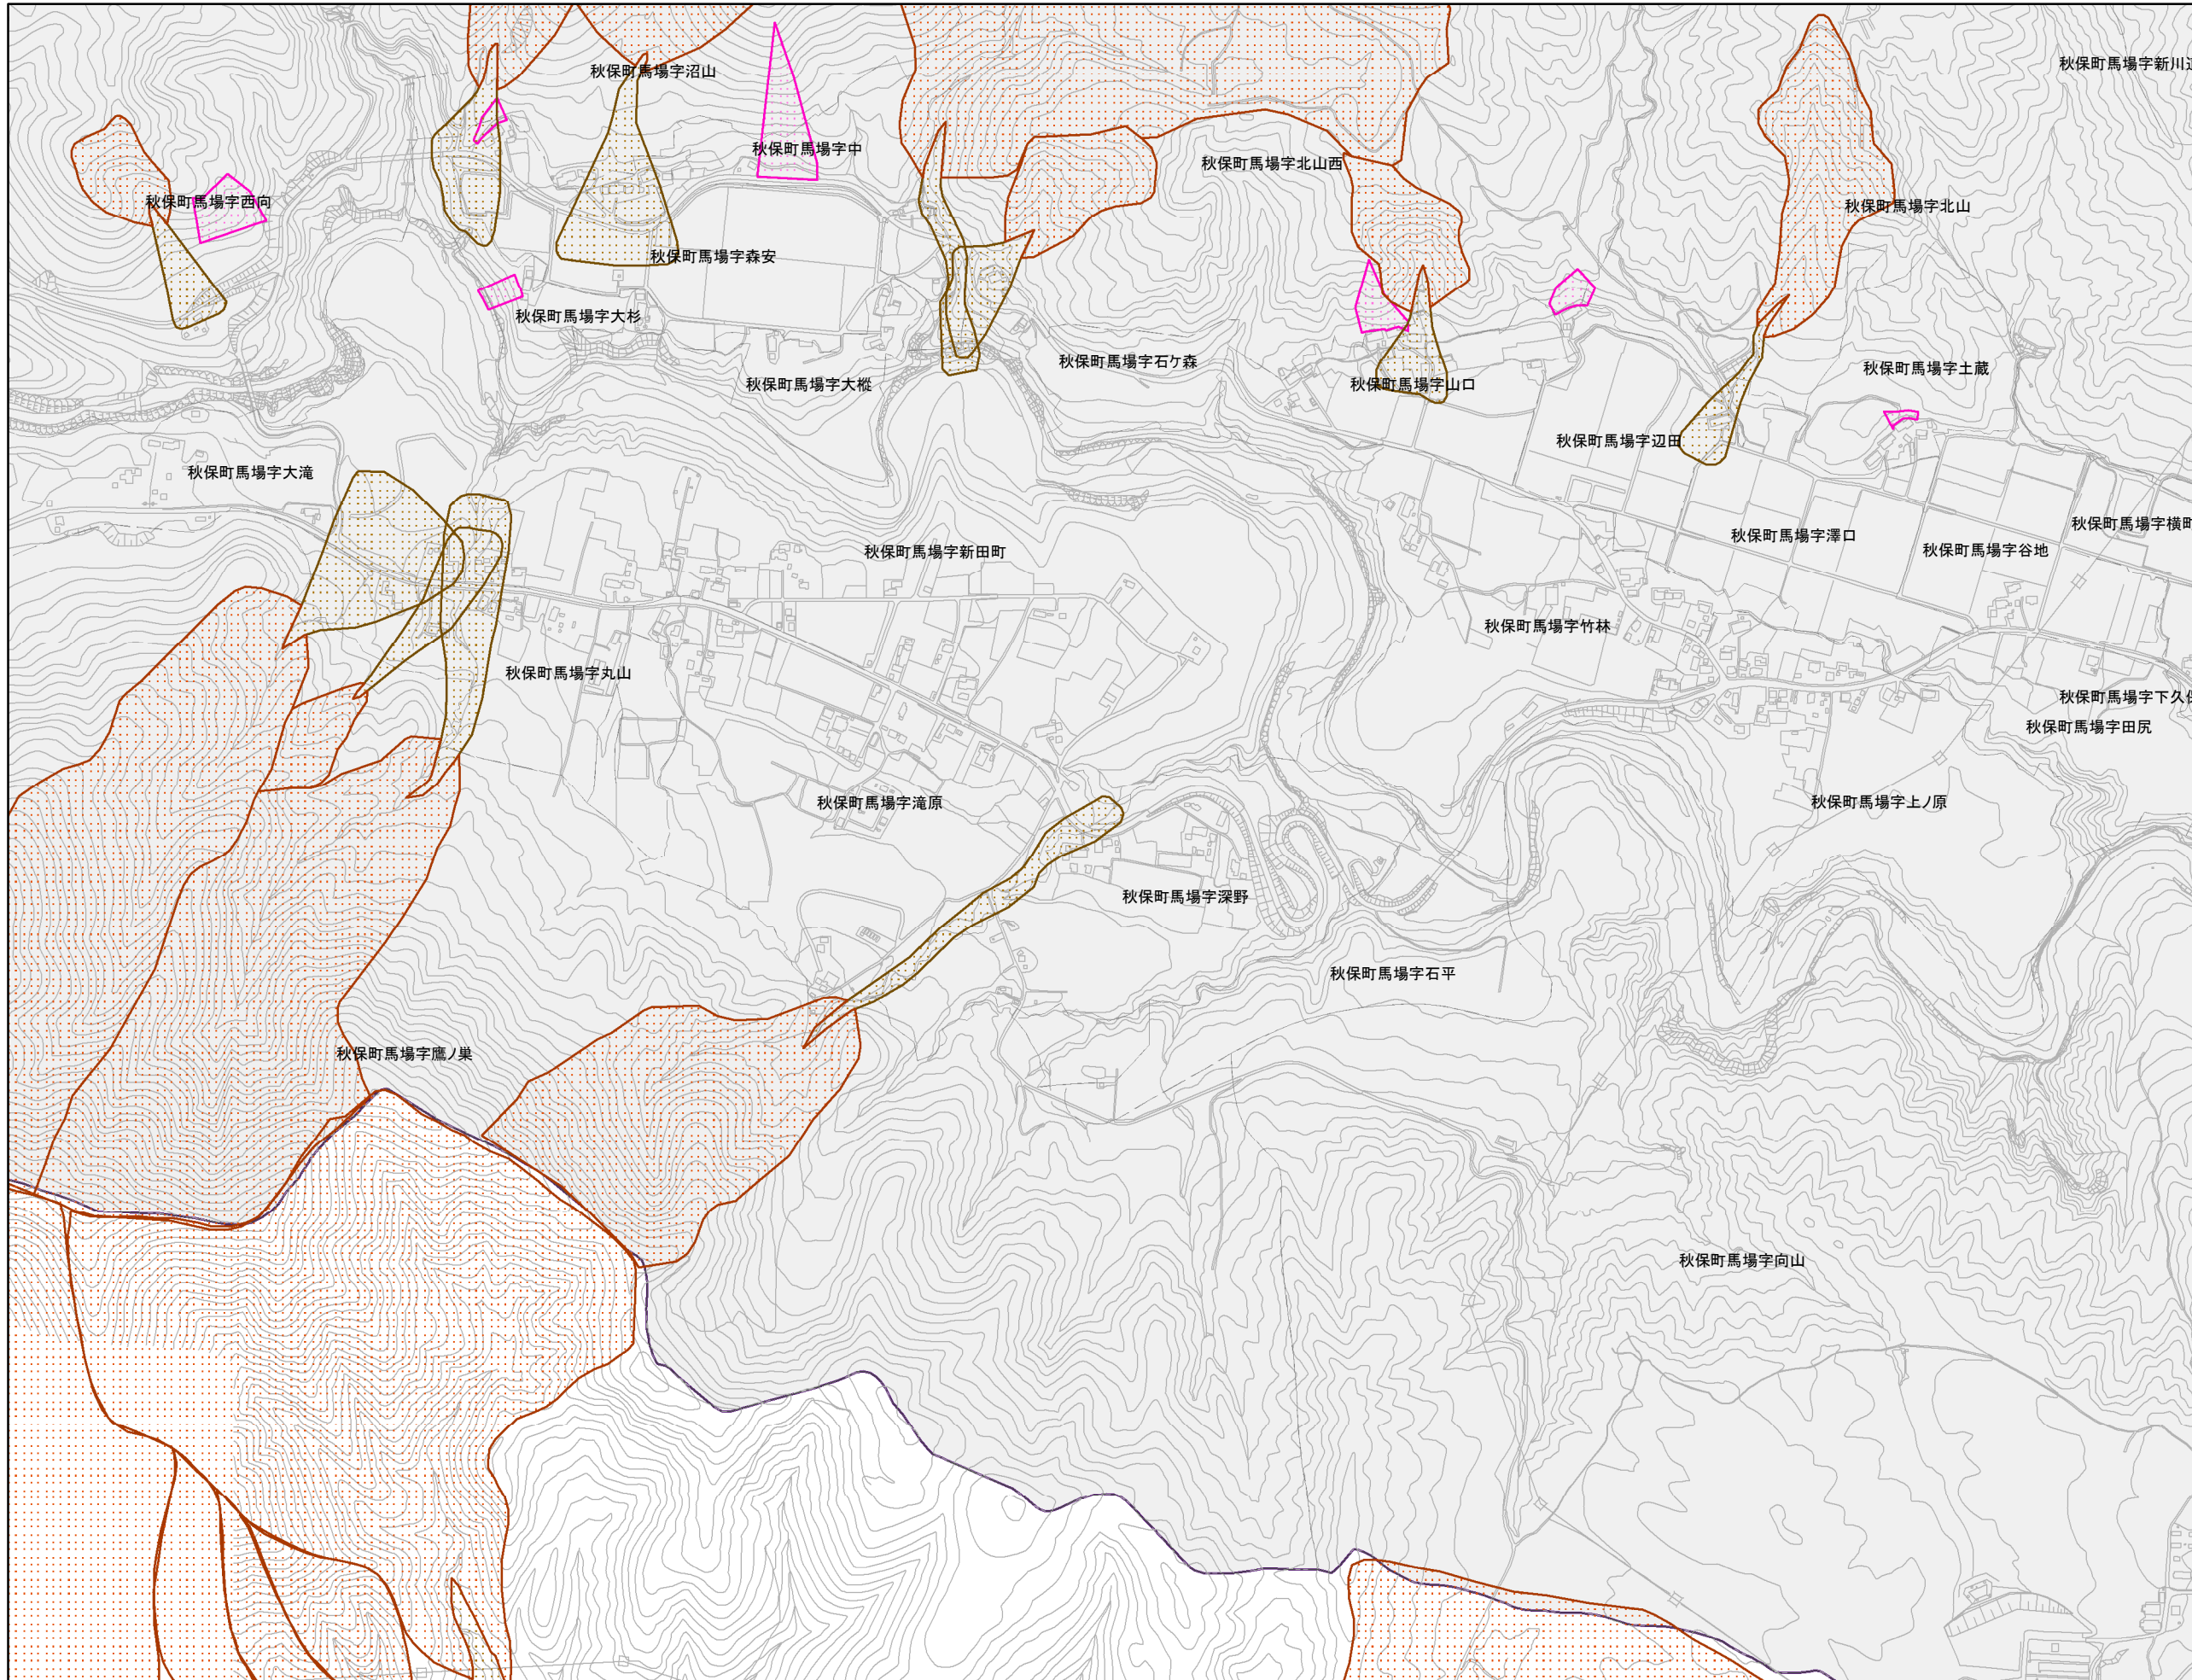 秋保町馬場字新川道
秋保町馬場字沼山
秋保町馬場字中
秋保町馬場字北山西
秋保町馬場字西向
秋保町馬場字北山
秋保町馬場字森安
秋保町馬場字大杉
秋保町馬場字石ケ森
秋保町馬場字土蔵
秋保町馬場字大樅
秋保町馬場字山口
秋保町馬場字辺田
秋保町馬場字大滝
秋保町馬場字横町
秋保町馬場字澤口
秋保町馬場字谷地
秋保町馬場字新田町
秋保町馬場字竹林
秋保町馬場字丸山
秋保町馬場字下久保
秋保町馬場字田尻
秋保町馬場字滝原
秋保町馬場字上ノ原
秋保町馬場字深野
秋保町馬場字石平
秋保町馬場字鷹ノ巣
秋保町馬場字向山